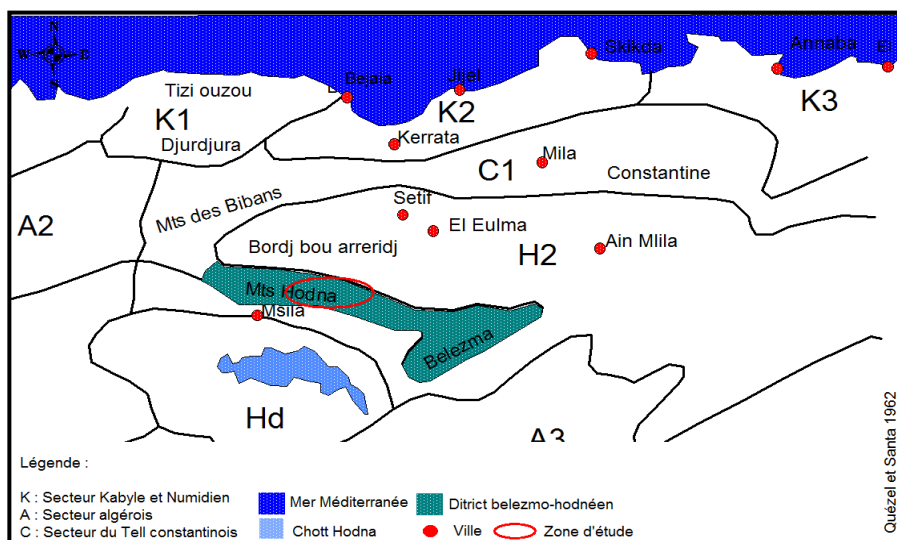 N
W E
S
Skikda
Annaba
El
Tizi ouzou
Bejaia
Jijel
K1
K2
K3
Djurdjura
Kerrata
Mila
C1
Constantine
A2
Mts des Bibans
Setif
El Eulma
Bordj bou arreridj
H2
Ain Mlila
Mts Hodna
Msila
Belezma
Hd
A3
Légende :
K : Secteur Kabyle et Numidien
A : Secteur algérois
C : Secteur du Tell constantinois
Mer Méditerranée
Ditrict belezmo-hodnéen
Chott Hodna
Ville
Zone d'étude
Quézel et Santa 1962